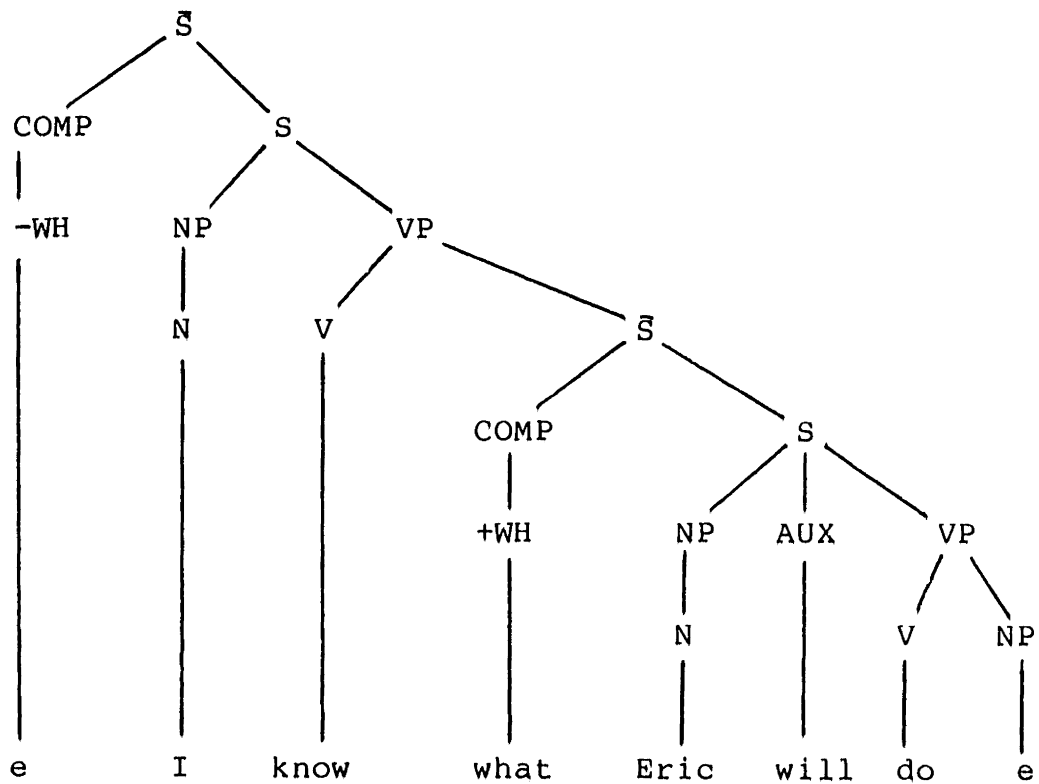 S̄
COMP S
-WH NP VP
N V S̄
COMP S
+WH NP AUX VP
N V NP
e I know what Eric will do e